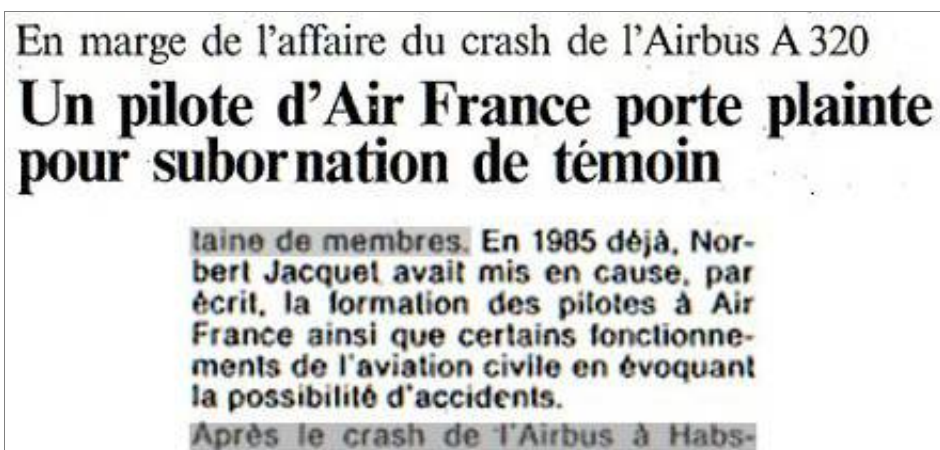 En marge de l'affaire du crash de l'Airbus A 320
Un pilote d'Air France porte plainte
pour subornation de témoin
taine de membres. En 1985 déjà, Nor-
bert Jacquet avait mis en cause, par
écrit, la formation des pilotes à Air
France ainsi que certains fonctionne-
ments de l'aviation civile en évoquant
la possibilité d'accidents.
Après le crash de l'Airbus à Habs-